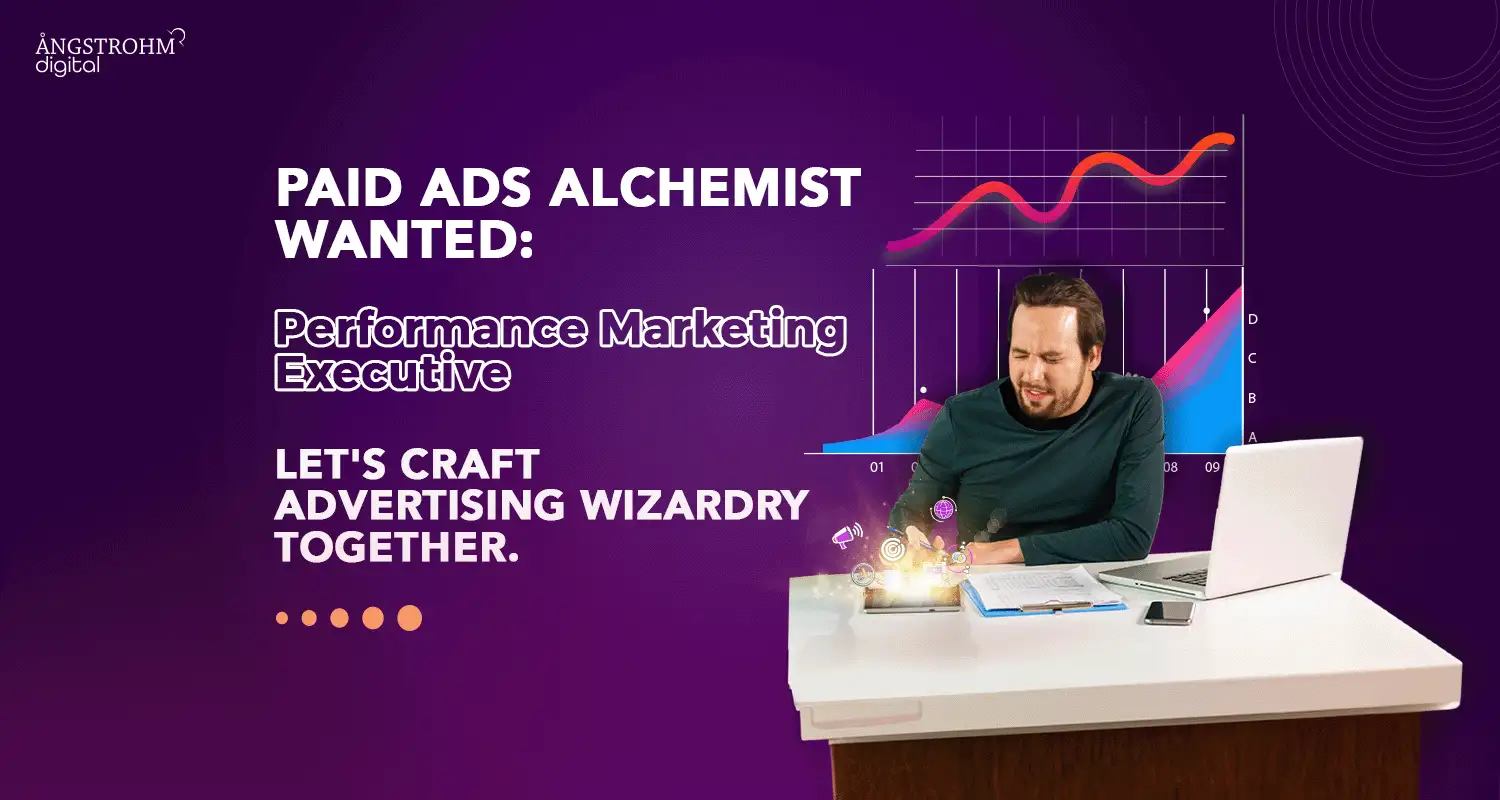 ÅNGSTROHM
digital
PAID ADS ALCHEMIST
WANTED:
Performance Marketing
Executive
LET'S CRAFT
ADVERTISING WIZARDRY
TOGETHER.
D
C
B
A
01
08
09